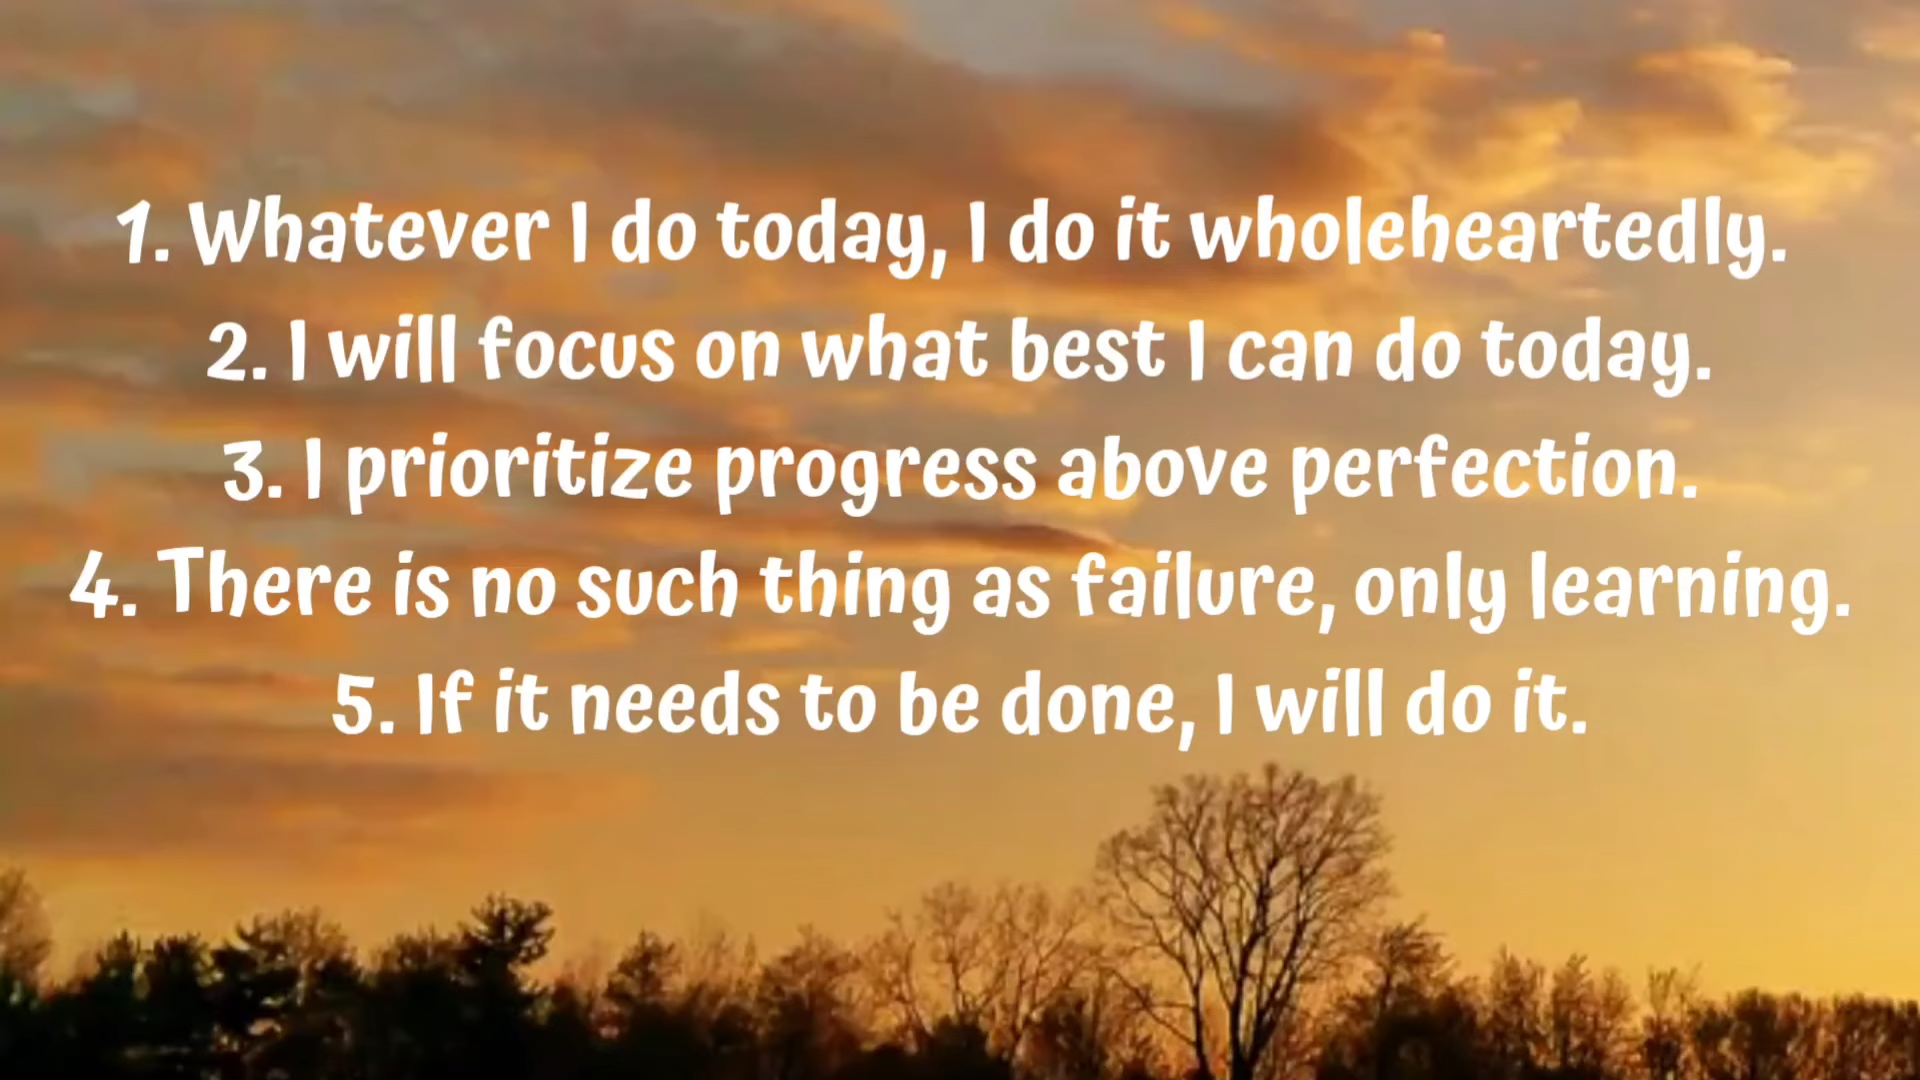 1. Whatever I do today, I do it wholeheartedly.
2. I will focus on what best I can do today.
3. I prioritize progress above perfection.
4. There is no such thing as failure, only learning.
5. If it needs to be done, I will do it.